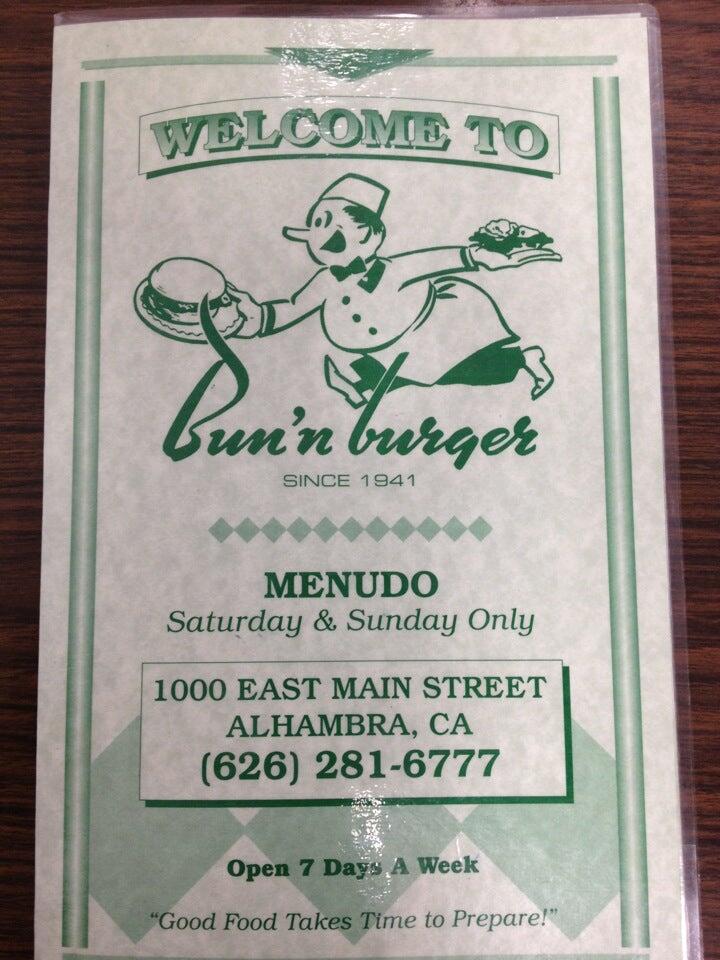 WELCOME TO
Bun'n burger
SINCE 1941
MENUDO
Saturday & Sunday Only
1000 EAST MAIN STREET
ALHAMBRA, CA
(626) 281-6777
Open 7 Days A Week
"Good Food Takes Time to Prepare!"